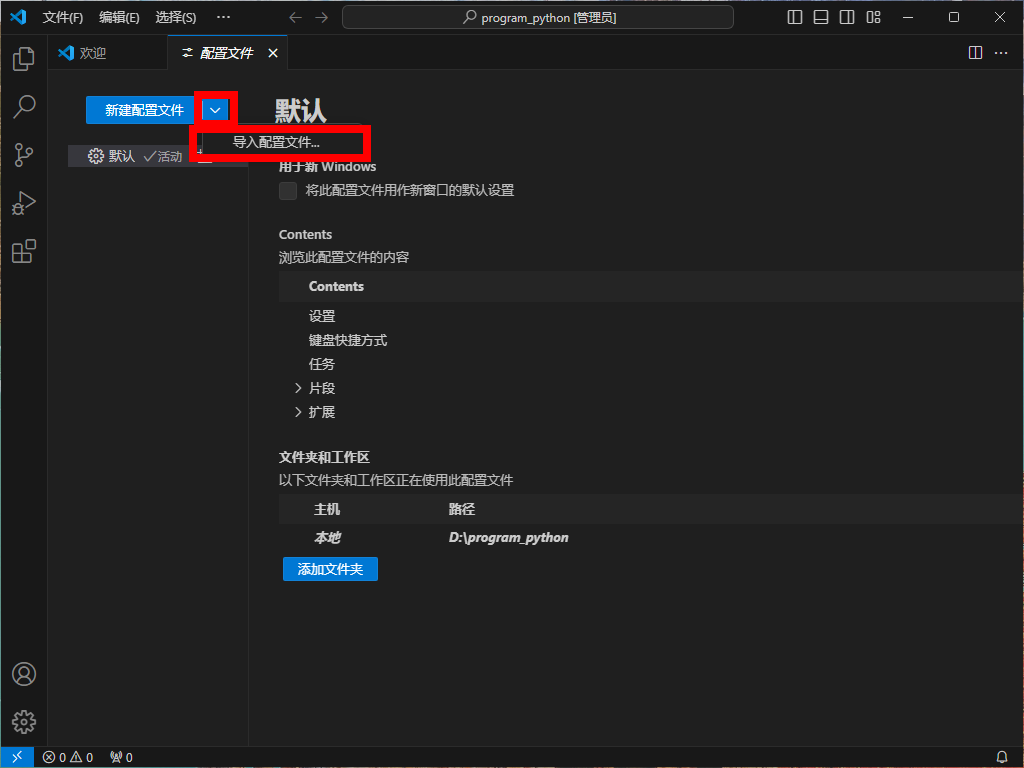 文件(F) 编辑(E) 选择(S) ··· program_python [管理员]
欢迎 配置文件
新建配置文件 默认
导入配置文件...
默认 活动
用于新 Windows
将此配置文件用作新窗口的默认设置
Contents
浏览此配置文件的内容
Contents
设置
键盘快捷方式
任务
片段
扩展
文件夹和工作区
以下文件夹和工作区正在使用此配置文件
主机 路径
本地 D:\program_python
添加文件夹
0 0 0